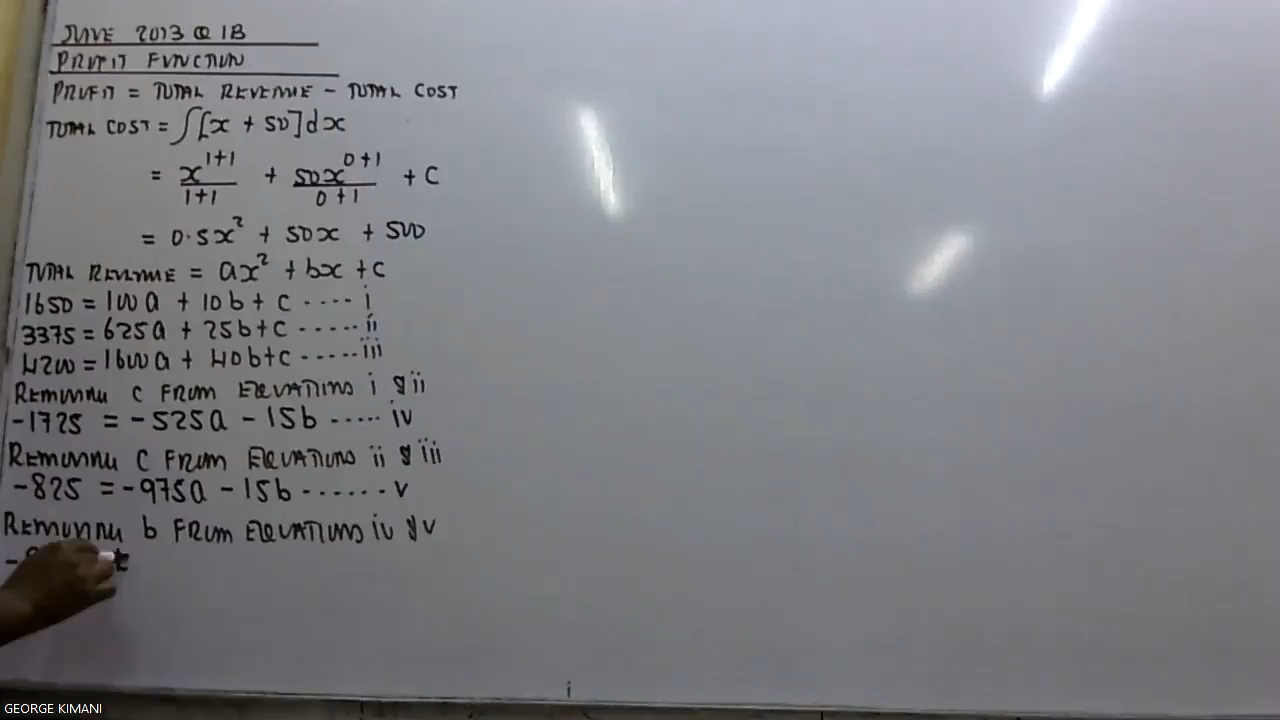 JUNE 2013 Q 1B
PROFIT FUNCTION
PROFIT = TOTAL REVENUE - TOTAL COST
TOTAL COST = ∫[x + 50]dx
= x^(1+1)/(1+1) + 50x^(0+1)/(0+1) + C
= 0.5x² + 50x + 500
TOTAL REVENUE = ax² + bx + c
1650 = 100a + 10b + c ---- i
3375 = 625a + 25b + c ----- ii
4200 = 1600a + 40b + c ----- iii
REMOVING C FROM EQUATIONS i & ii
-1725 = -525a - 15b ----- iv
REMOVING C FROM EQUATIONS ii & iii
-825 = -975a - 15b ------ v
REMOVING b FROM EQUATIONS iv & v
GEORGE KIMANI